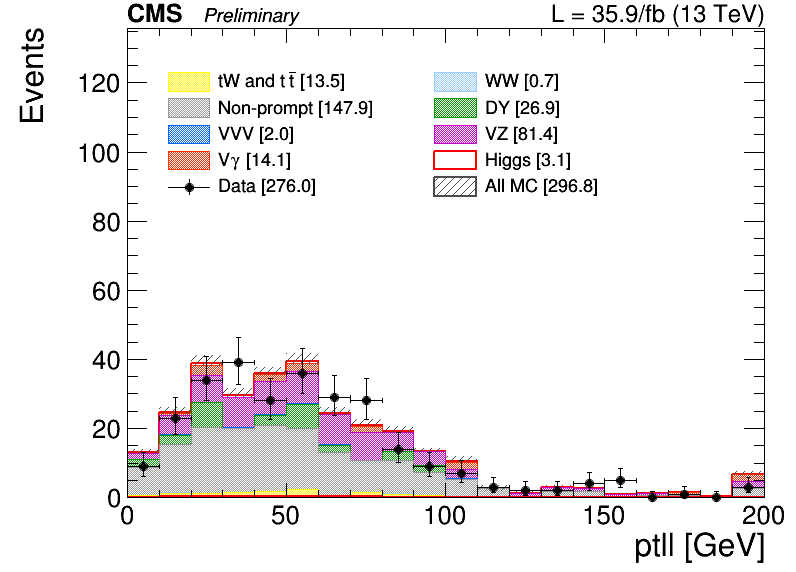 CMS Preliminary L = 35.9/fb (13 TeV)
Events
tW and t t̄ [13.5] WW [0.7]
Non-prompt [147.9] DY [26.9]
VVV [2.0] VZ [81.4]
Vγ [14.1] Higgs [3.1]
Data [276.0] All MC [296.8]
120
100
80
60
40
20
0
0 50 100 150 200
ptll [GeV]